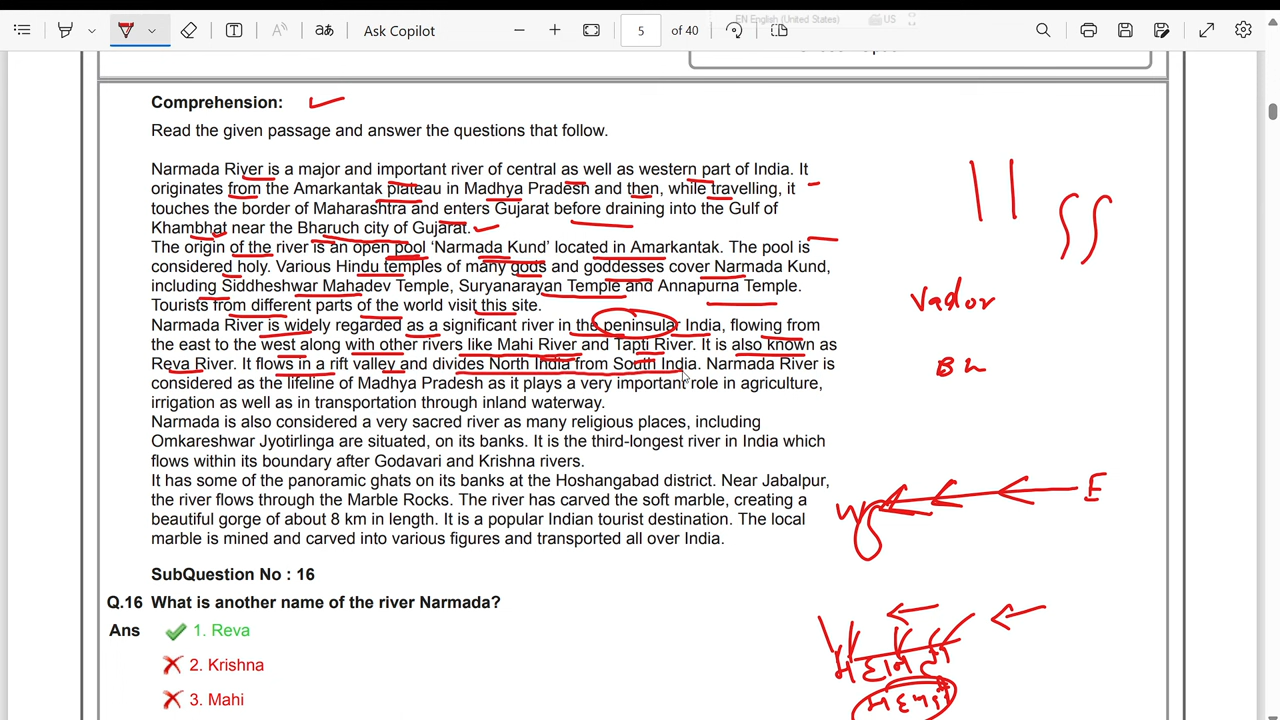 EN English (United States)
US
Ask Copilot
5 of 40
Comprehension:
Read the given passage and answer the questions that follow.
Narmada River is a major and important river of central as well as western part of India. It
originates from the Amarkantak plateau in Madhya Pradesh and then, while travelling, it
touches the border of Maharashtra and enters Gujarat before draining into the Gulf of
Khambhat near the Bharuch city of Gujarat.
The origin of the river is an open pool ‘Narmada Kund’ located in Amarkantak. The pool is
considered holy. Various Hindu temples of many gods and goddesses cover Narmada Kund,
including Siddheshwar Mahadev Temple, Suryanarayan Temple and Annapurna Temple.
Tourists from different parts of the world visit this site.
Narmada River is widely regarded as a significant river in the peninsular India, flowing from
the east to the west along with other rivers like Mahi River and Tapti River. It is also known as
Reva River. It flows in a rift valley and divides North India from South India. Narmada River is
considered as the lifeline of Madhya Pradesh as it plays a very important role in agriculture,
irrigation as well as in transportation through inland waterway.
Narmada is also considered a very sacred river as many religious places, including
Omkareshwar Jyotirlinga are situated, on its banks. It is the third-longest river in India which
flows within its boundary after Godavari and Krishna rivers.
It has some of the panoramic ghats on its banks at the Hoshangabad district. Near Jabalpur,
the river flows through the Marble Rocks. The river has carved the soft marble, creating a
beautiful gorge of about 8 km in length. It is a popular Indian tourist destination. The local
marble is mined and carved into various figures and transported all over India.
Vador
Bh
W E
SubQuestion No : 16
Q.16 What is another name of the river Narmada?
Ans 1. Reva
2. Krishna
3. Mahi